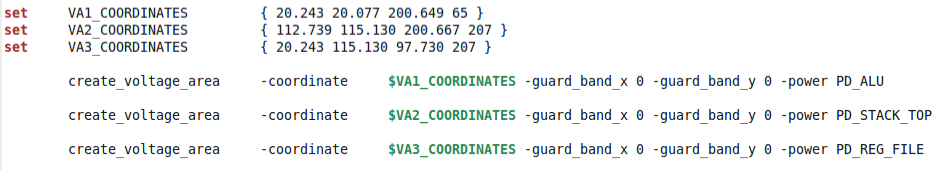 set VA1_COORDINATES { 20.243 20.077 200.649 65 }
set VA2_COORDINATES { 112.739 115.130 200.667 207 }
set VA3_COORDINATES { 20.243 115.130 97.730 207 }
create_voltage_area -coordinate $VA1_COORDINATES -guard_band_x 0 -guard_band_y 0 -power PD_ALU
create_voltage_area -coordinate $VA2_COORDINATES -guard_band_x 0 -guard_band_y 0 -power PD_STACK_TOP
create_voltage_area -coordinate $VA3_COORDINATES -guard_band_x 0 -guard_band_y 0 -power PD_REG_FILE